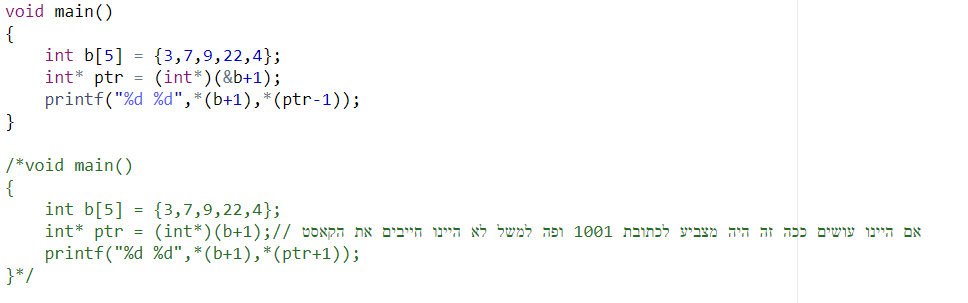 void main()
{
    int b[5] = {3,7,9,22,4};
    int* ptr = (int*)(&b+1);
    printf("%d %d",*(b+1),*(ptr-1));
}
/*void main()
{
    int b[5] = {3,7,9,22,4};
    int* ptr = (int*)(b+1);// אם היינו עושים ככה זה היה מצביע לכתובת 1001 ופה למשל לא היינו חייבים את הקאסט
    printf("%d %d",*(b+1),*(ptr+1));
}*/